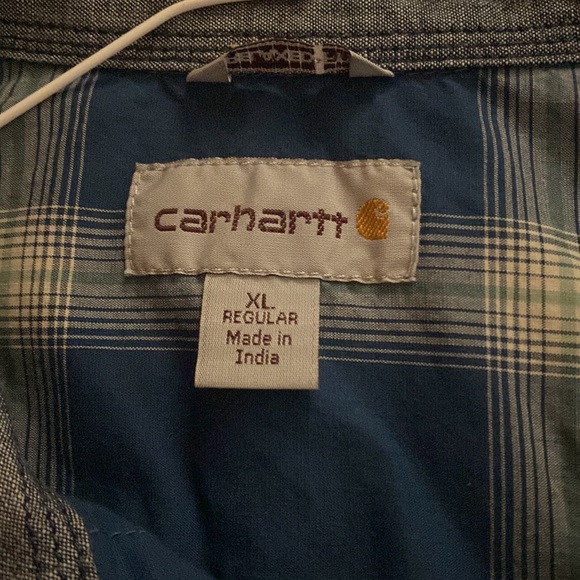 carhartt
XL
REGULAR
Made in
India